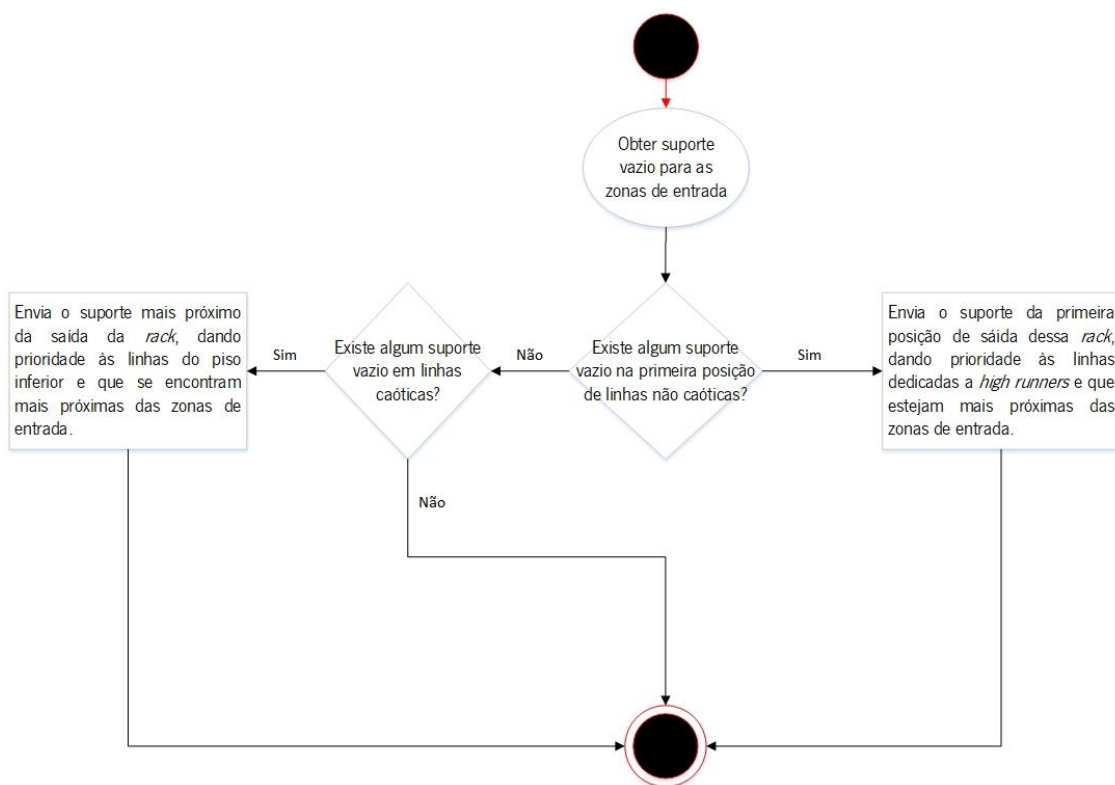 Obter suporte
vazio para as
zonas de entrada
Existe algum suporte
vazio na primeira posição
de linhas não caóticas?
Sim
Envia o suporte da primeira
posição de sáida dessa rack,
dando prioridade às linhas
dedicadas a high runners e que
estejam mais próximas das
zonas de entrada.
Não
Existe algum suporte
vazio em linhas
caóticas?
Sim
Envia o suporte mais próximo
da saída da rack, dando
prioridade às linhas do piso
inferior e que se encontram
mais próximas das zonas de
entrada.
Não